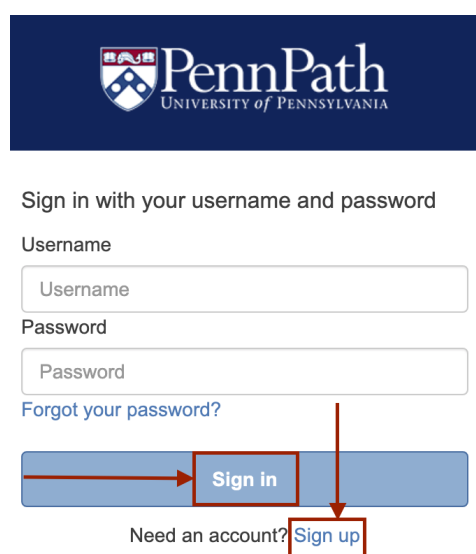 PennPath
UNIVERSITY of PENNSYLVANIA
Sign in with your username and password
Username
Username
Password
Password
Forgot your password?
Sign in
Need an account? Sign up